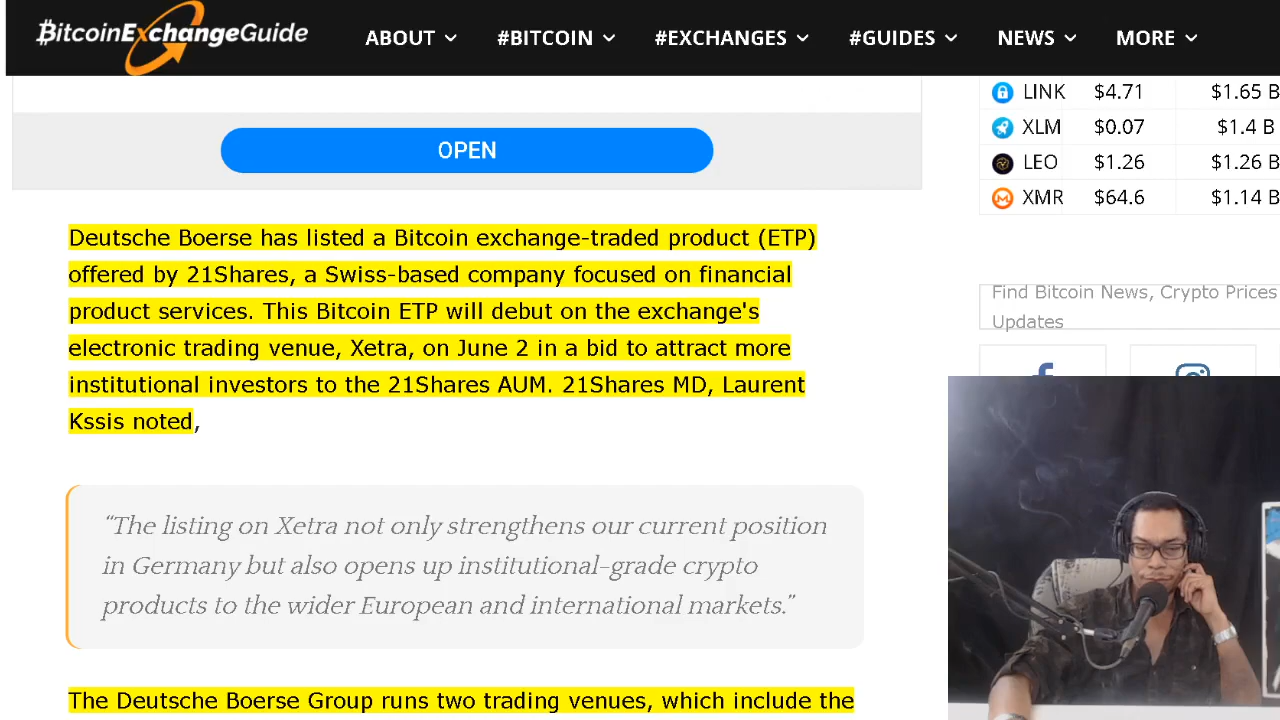 BitcoinExchangeGuide
ABOUT #BITCOIN #EXCHANGES #GUIDES NEWS MORE
LINK $4.71 $1.65 B
XLM $0.07 $1.4 B
LEO $1.26 $1.26 B
XMR $64.6 $1.14 B
OPEN
Deutsche Boerse has listed a Bitcoin exchange-traded product (ETP)
offered by 21Shares, a Swiss-based company focused on financial
product services. This Bitcoin ETP will debut on the exchange's
electronic trading venue, Xetra, on June 2 in a bid to attract more
institutional investors to the 21Shares AUM. 21Shares MD, Laurent
Kssis noted,
“The listing on Xetra not only strengthens our current position
in Germany but also opens up institutional-grade crypto
products to the wider European and international markets.”
The Deutsche Boerse Group runs two trading venues, which include the
Find Bitcoin News, Crypto Prices
Updates